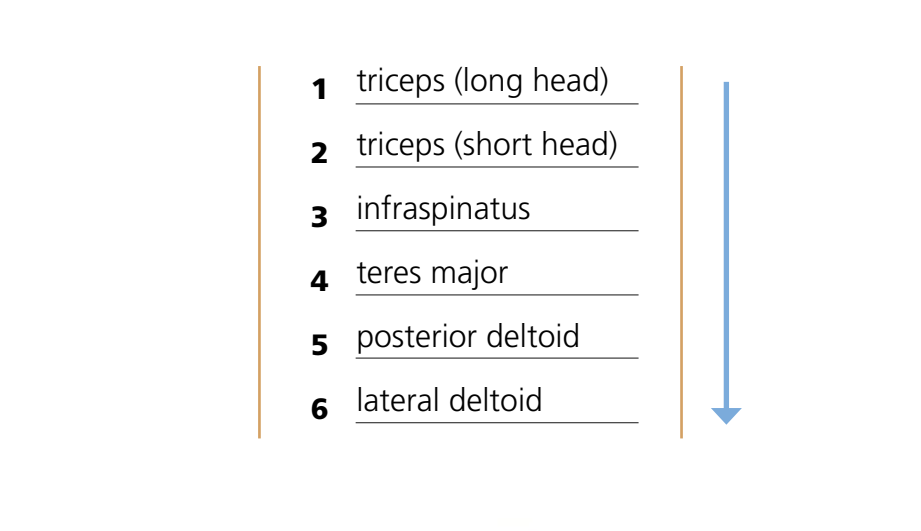 1 triceps (long head)
2 triceps (short head)
3 infraspinatus
4 teres major
5 posterior deltoid
6 lateral deltoid